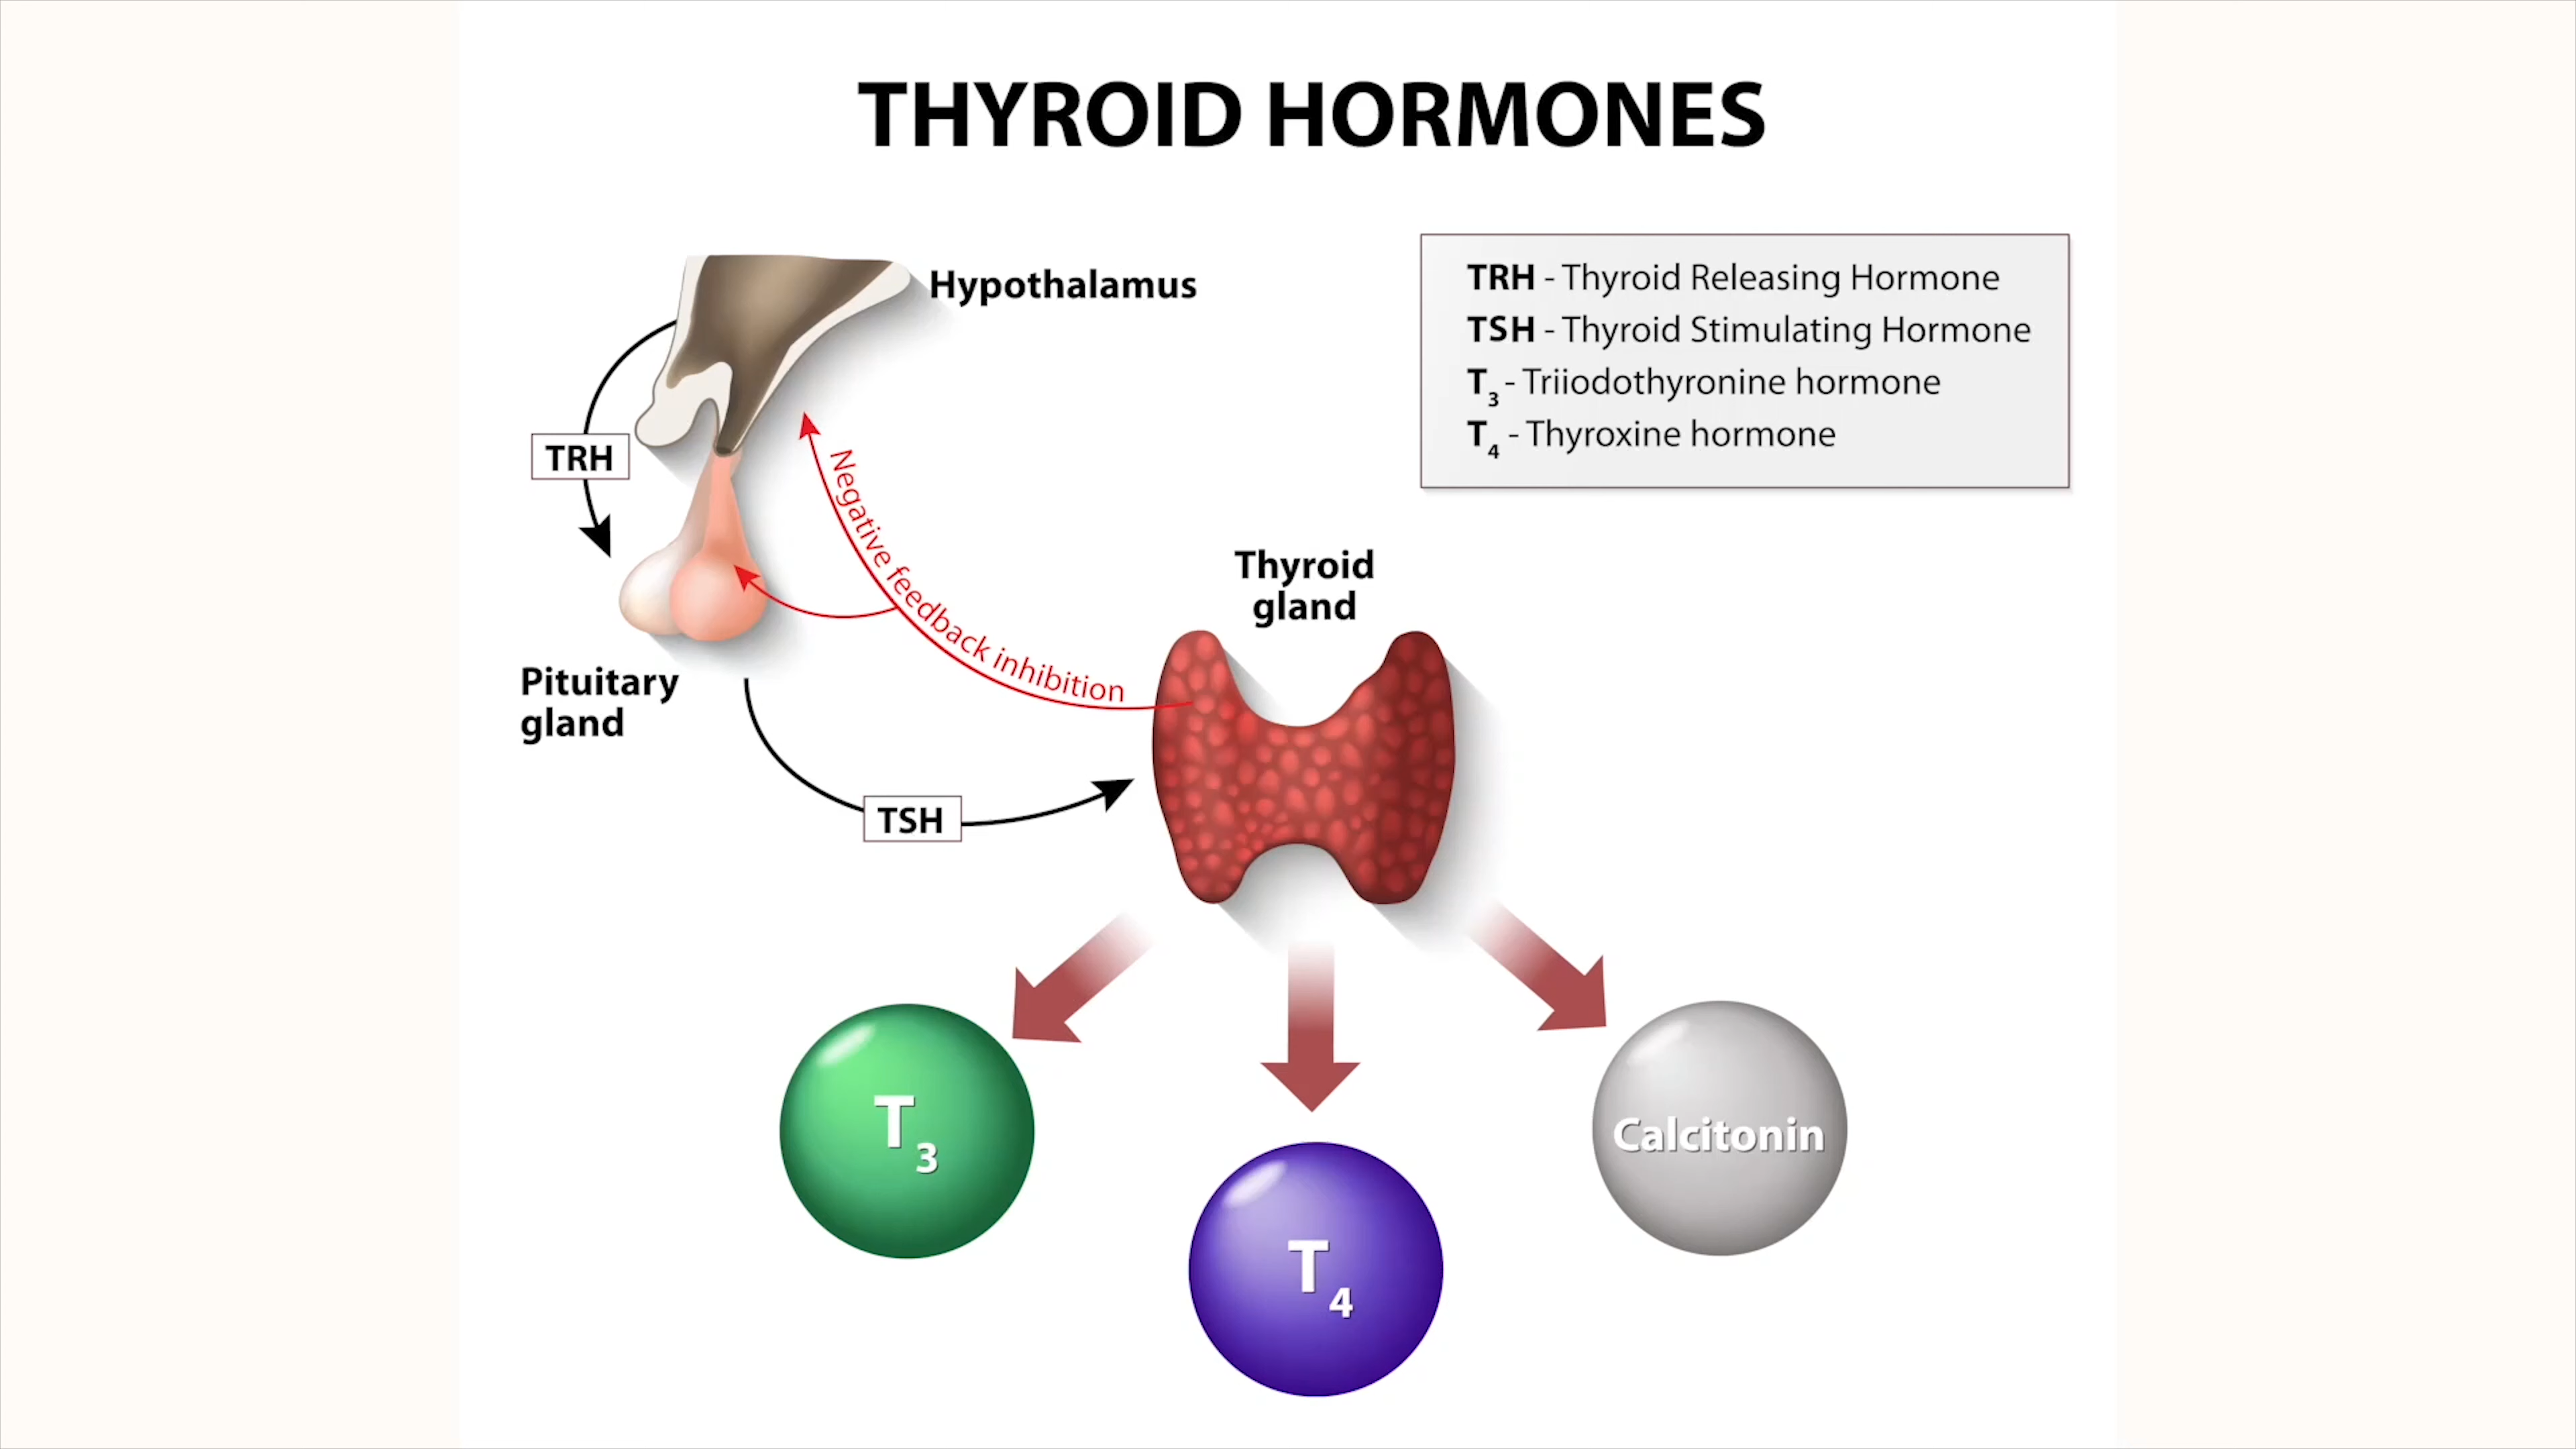 THYROID HORMONES
Hypothalamus
TRH - Thyroid Releasing Hormone
TSH - Thyroid Stimulating Hormone
T3 - Triiodothyronine hormone
T4 - Thyroxine hormone
TRH
Negative feedback inhibition
Thyroid
gland
Pituitary
gland
TSH
T3
Calcitonin
T4